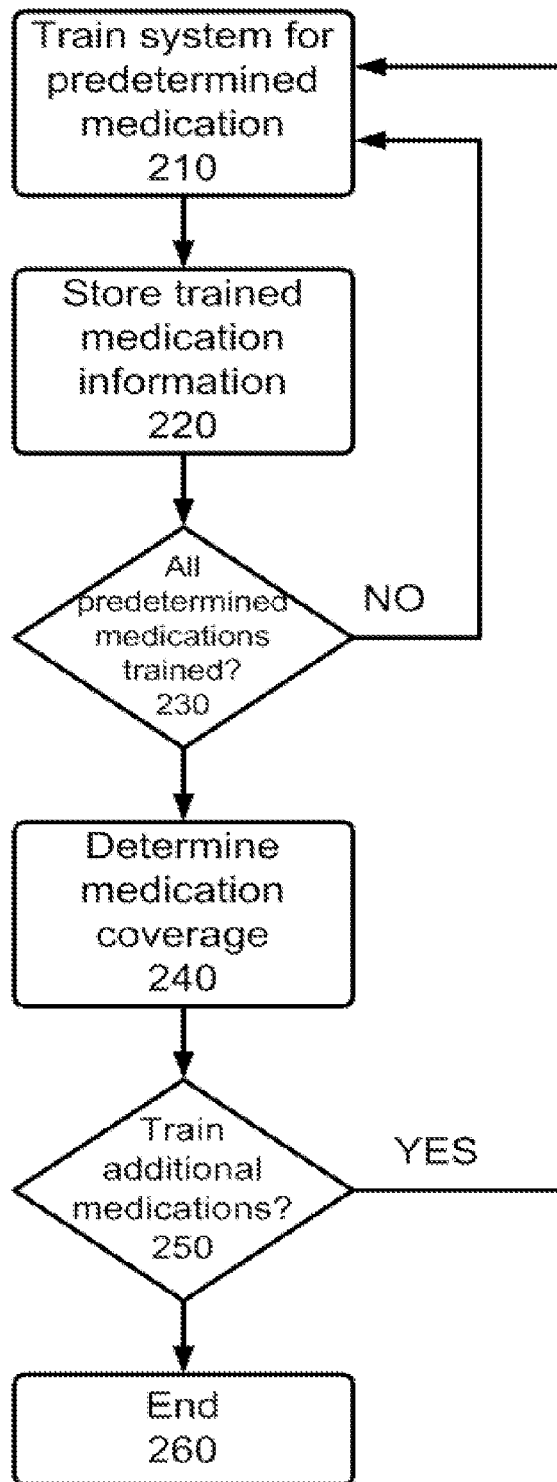 Train system for
predetermined
medication
210
Store trained
medication
information
220
All
predetermined
medications
trained?
230
NO
Determine
medication
coverage
240
Train
additional
medications?
250
YES
End
260